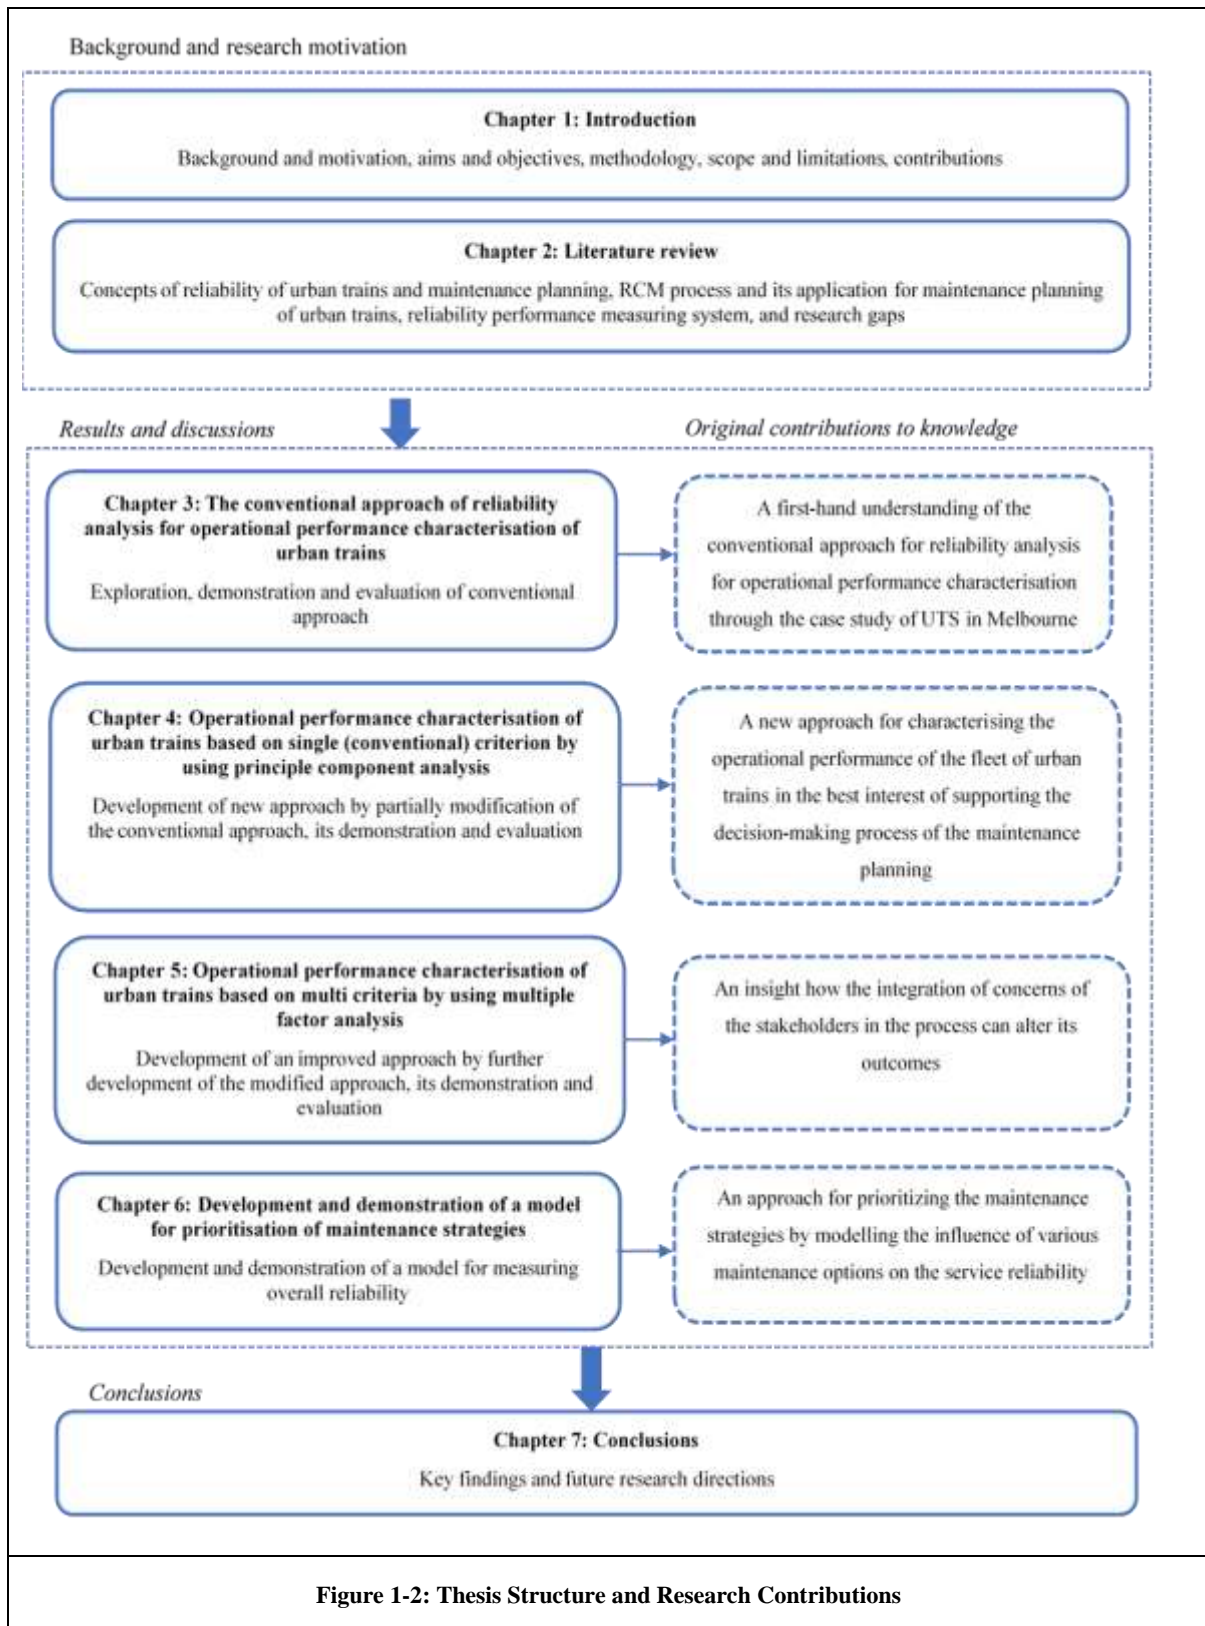 Background and research motivation
Chapter 1: Introduction
Background and motivation, aims and objectives, methodology, scope and limitations, contributions
Chapter 2: Literature review
Concepts of reliability of urban trains and maintenance planning, RCM process and its application for maintenance planning
of urban trains, reliability performance measuring system, and research gaps
Results and discussions
Original contributions to knowledge
Chapter 3: The conventional approach of reliability
analysis for operational performance characterisation of
urban trains
Exploration, demonstration and evaluation of conventional
approach
A first-hand understanding of the
conventional approach for reliability analysis
for operational performance characterisation
through the case study of UTS in Melbourne
Chapter 4: Operational performance characterisation of
urban trains based on single (conventional) criterion by
using principle component analysis
Development of new approach by partially modification of
the conventional approach, its demonstration and evaluation
A new approach for characterising the
operational performance of the fleet of urban
trains in the best interest of supporting the
decision-making process of the maintenance
planning
Chapter 5: Operational performance characterisation of
urban trains based on multi criteria by using multiple
factor analysis
Development of an improved approach by further
development of the modified approach, its demonstration and
evaluation
An insight how the integration of concerns of
the stakeholders in the process can alter its
outcomes
Chapter 6: Development and demonstration of a model
for prioritisation of maintenance strategies
Development and demonstration of a model for measuring
overall reliability
An approach for prioritizing the maintenance
strategies by modelling the influence of various
maintenance options on the service reliability
Conclusions
Chapter 7: Conclusions
Key findings and future research directions
Figure 1-2: Thesis Structure and Research Contributions